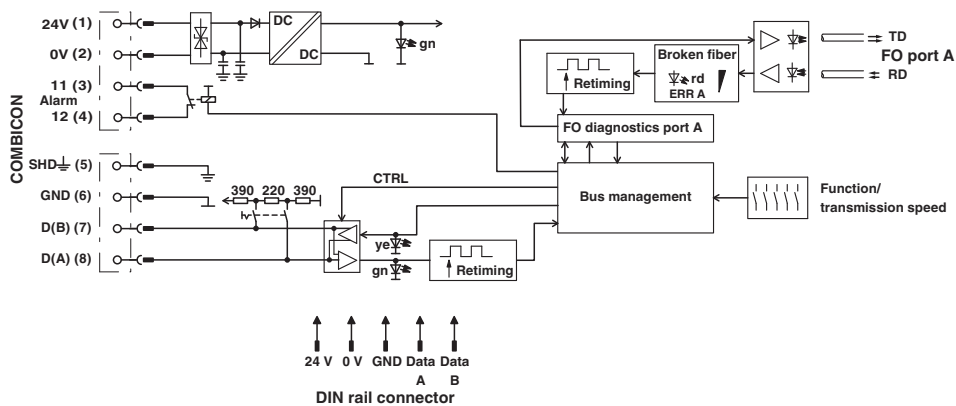 COMBICON
24V (1)
0V (2)
11 (3)
Alarm
12 (4)
SHD (5)
GND (6)
D(B) (7)
D(A) (8)
DC
DC
gn
390 220 390
CTRL
ye
gn
Retiming
Retiming
Broken fiber
rd
ERR A
FO diagnostics port A
Bus management
TD
FO port A
RD
Function/
transmission speed
24 V 0 V GND Data Data
A B
DIN rail connector